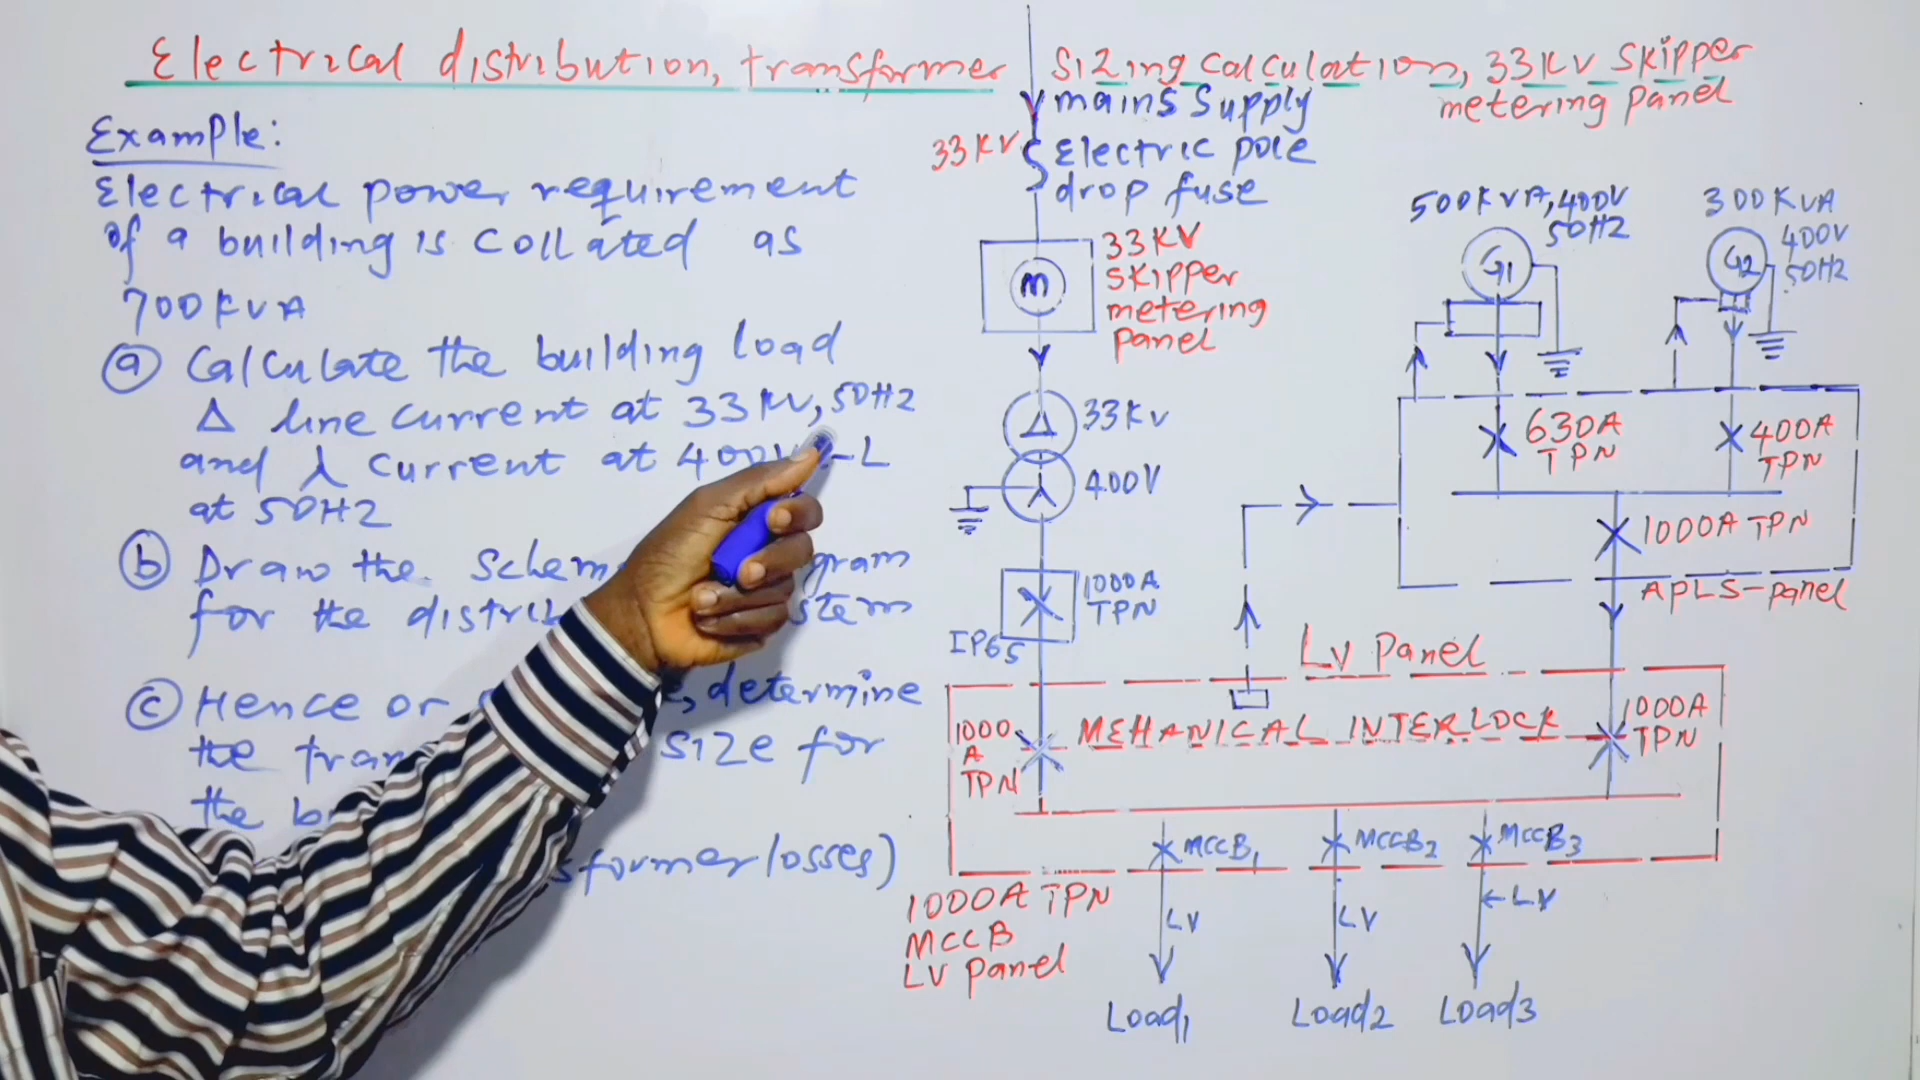 Electrical distribution, transformer sizing calculation, 33KV Skipper
metering panel
Example:
Electrical power requirement
of a building is collated as
700KVA
(a) Calculate the building load
Δ line current at 33KV, 50HZ
and λ current at 400V -L
at 50HZ
(b) Draw the gram
for the stem
(c) Hence or , determine
the size for
the
losses)
mains supply
33KV
Electric pole
drop fuse
M
33KV
Skipper
metering
panel
Δ
33KV
λ
400V
1000A
TPN
IP65
500KVA, 400V
50HZ
G1
300KVA
400V
50HZ
G2
630A
TPN
400A
TPN
1000A TPN
APLS-panel
LV panel
1000
A
TPN
MEHANICAL INTERLOCK
1000A
TPN
MCCB1
MCCB2
MCCB3
LV
LV
LV
1000A TPN
MCCB
LV panel
Load1
Load2
Load3